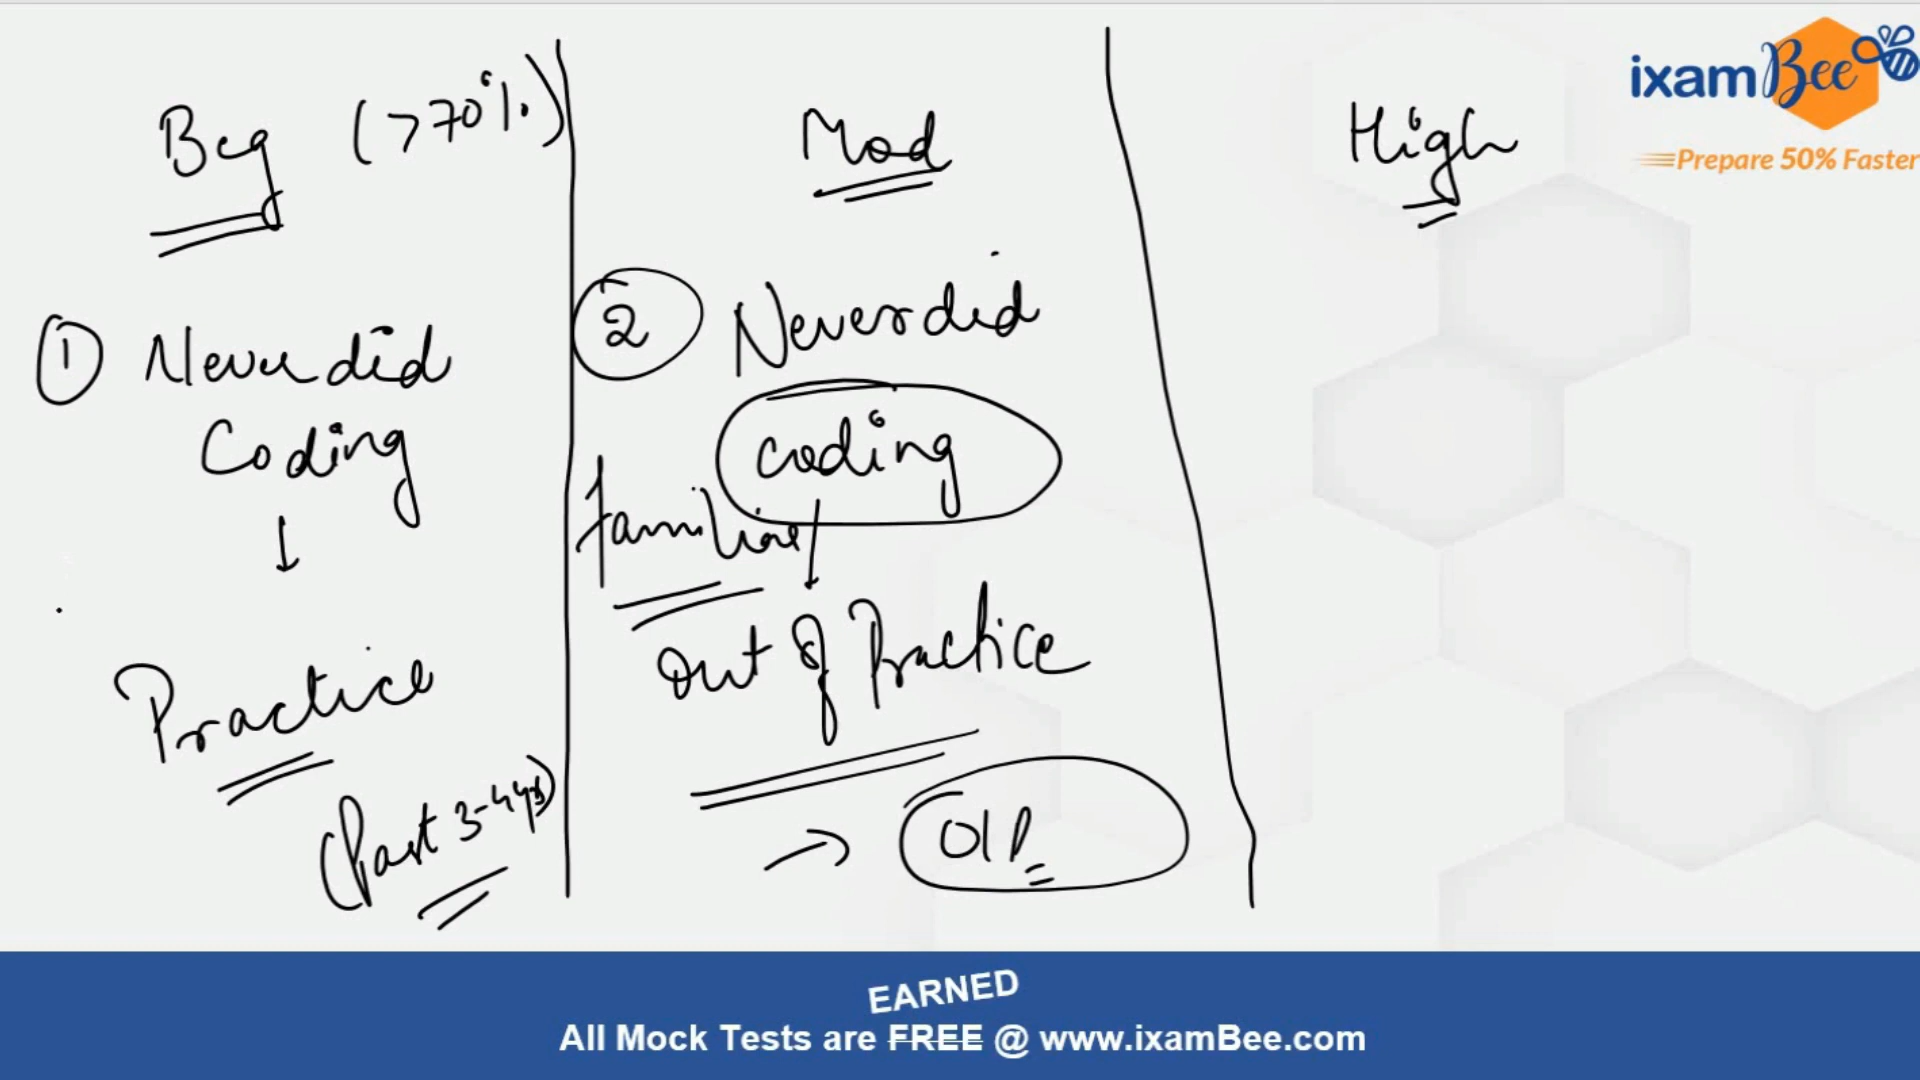 Beg (>70%)
① Never did
Coding
↓
Practice
(Past 3-4 yrs)
Mod
② Never did
coding
familiar
↓
Out of Practice
→ O/P
High
ixamBee
Prepare 50% Faster
EARNED
All Mock Tests are FREE @ www.ixamBee.com